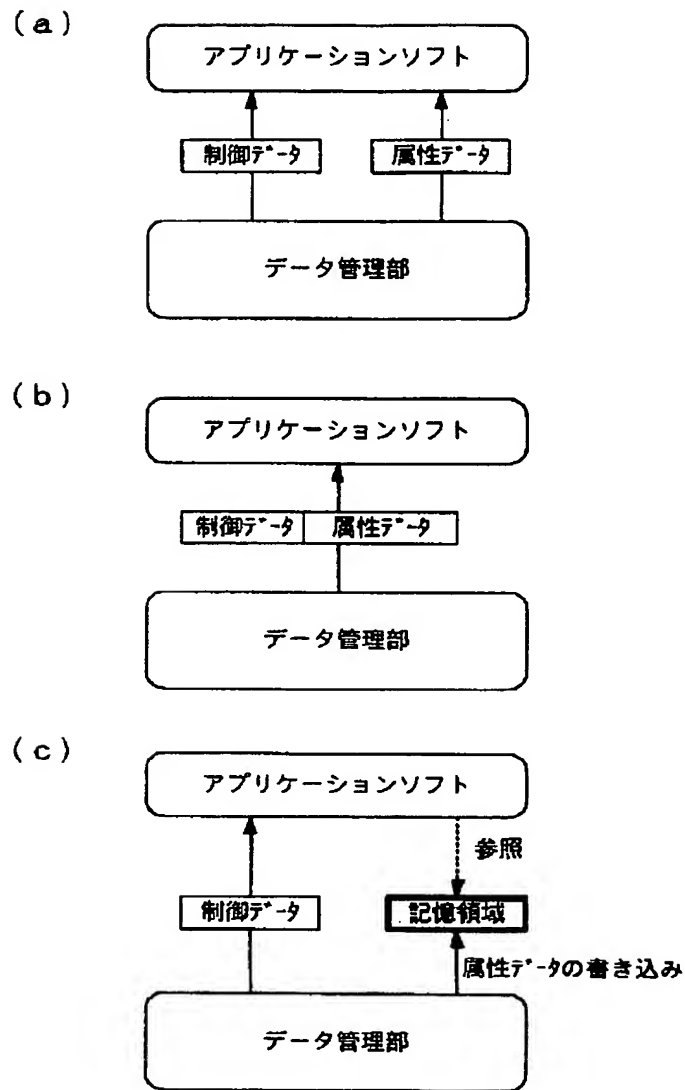 (a)
アプリケーションソフト
制御データ 属性データ
データ管理部
(b)
アプリケーションソフト
制御データ 属性データ
データ管理部
(c)
アプリケーションソフト
参照
制御データ 記憶領域
属性データの書き込み
データ管理部